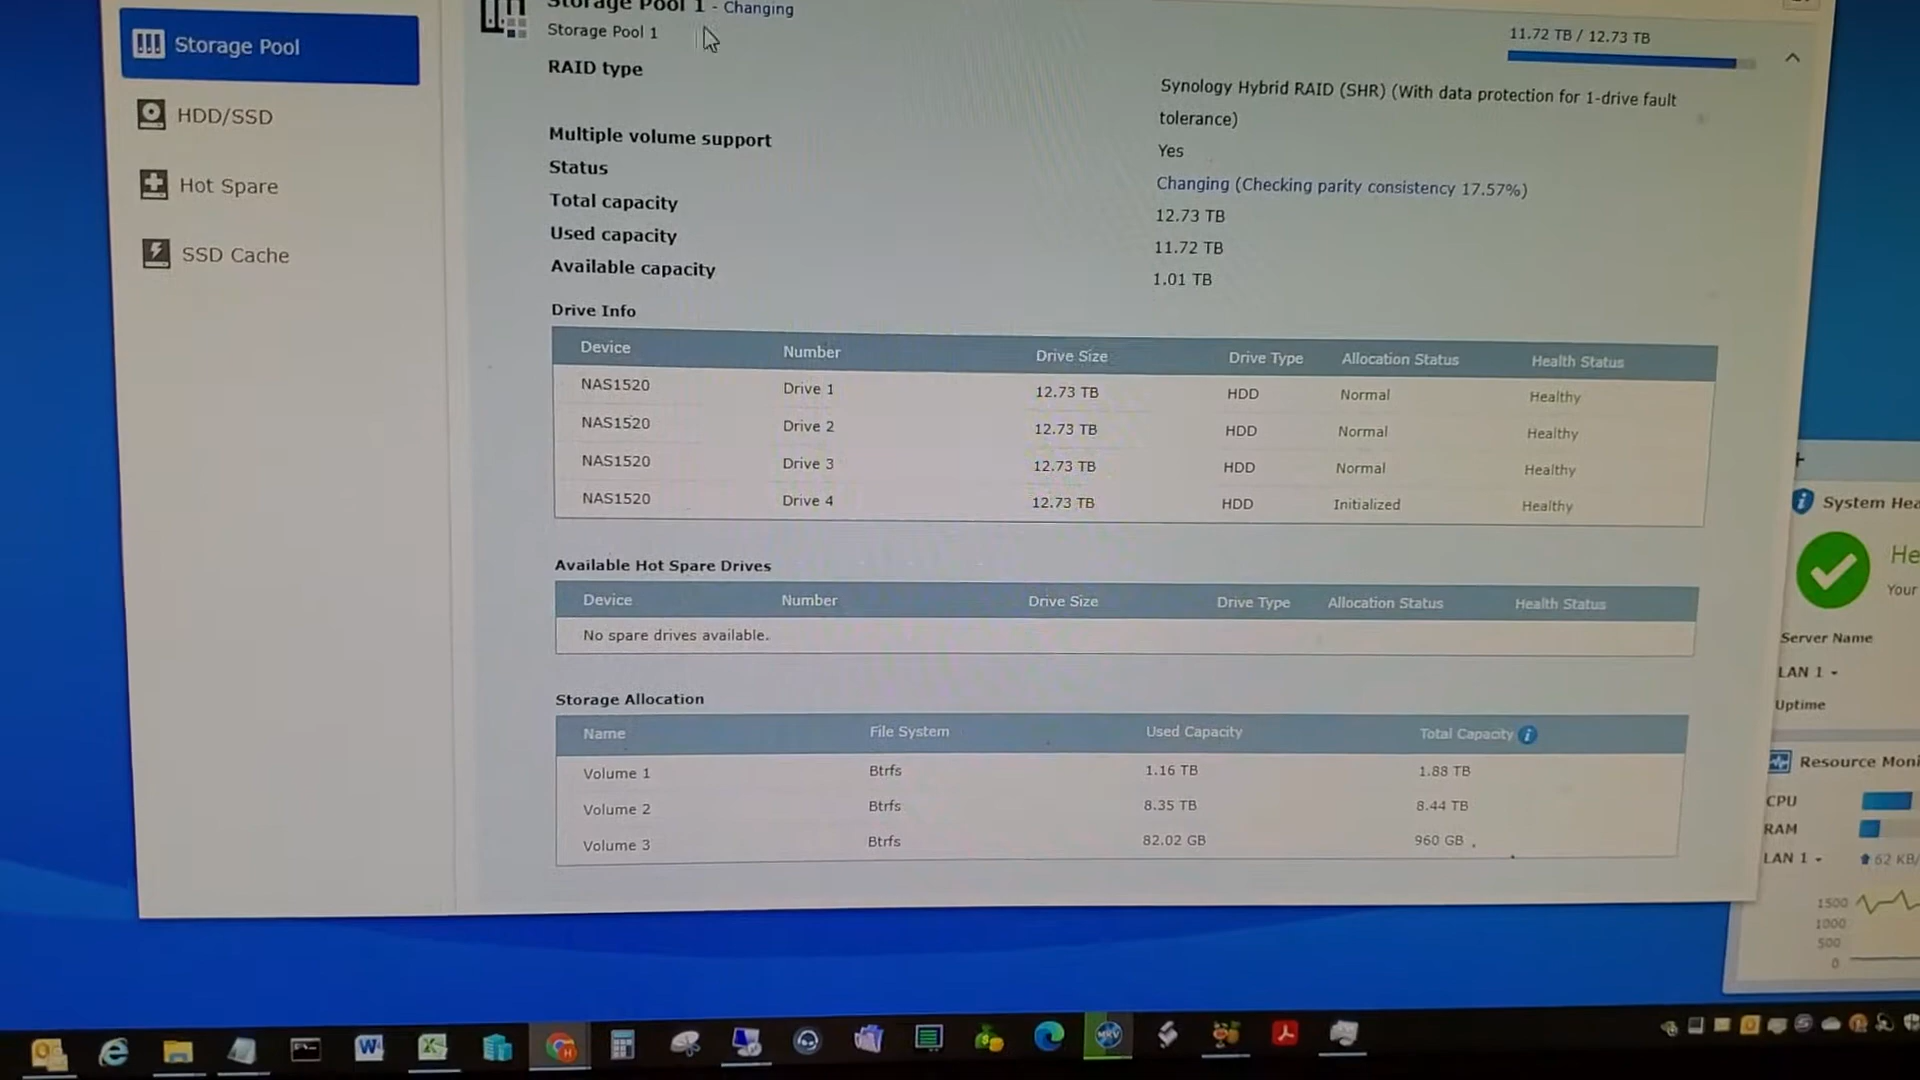 Storage Pool 1 - Changing
Storage Pool 1
11.72 TB / 12.73 TB
Storage Pool
HDD/SSD
Hot Spare
SSD Cache
RAID type
Synology Hybrid RAID (SHR) (With data protection for 1-drive fault
tolerance)
Multiple volume support
Yes
Status
Changing (Checking parity consistency 17.57%)
Total capacity
12.73 TB
Used capacity
11.72 TB
Available capacity
1.01 TB
Drive Info
Device Number Drive Size Drive Type Allocation Status Health Status
NAS1520 Drive 1 12.73 TB HDD Normal Healthy
NAS1520 Drive 2 12.73 TB HDD Normal Healthy
NAS1520 Drive 3 12.73 TB HDD Normal Healthy
NAS1520 Drive 4 12.73 TB HDD Initialized Healthy
Available Hot Spare Drives
Device Number Drive Size Drive Type Allocation Status Health Status
No spare drives available.
Storage Allocation
Name File System Used Capacity Total Capacity
Volume 1 Btrfs 1.16 TB 1.88 TB
Volume 2 Btrfs 8.35 TB 8.44 TB
Volume 3 Btrfs 82.02 GB 960 GB
System Hea
He
Your
Server Name
LAN 1
Uptime
Resource Moni
CPU
RAM
LAN 1 62 KB/
1500
1000
500
0
MKV